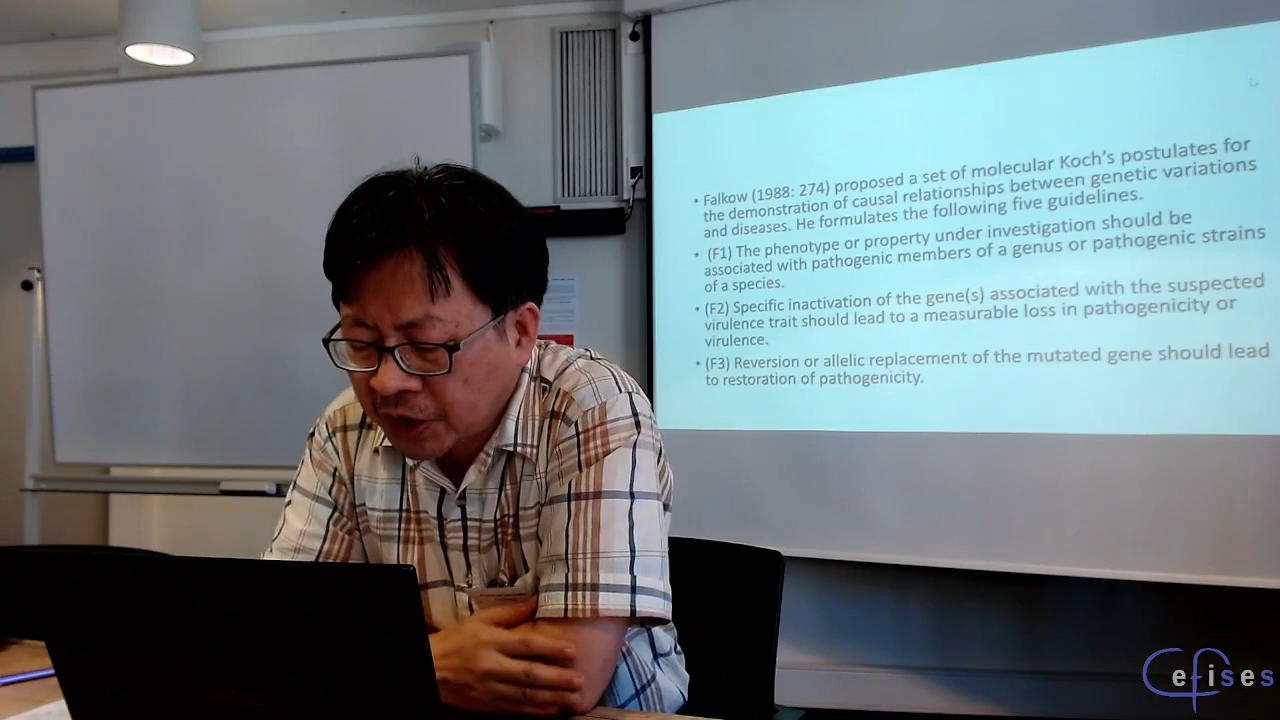 • Falkow (1988: 274) proposed a set of molecular Koch's postulates for
the demonstration of causal relationships between genetic variations
and diseases. He formulates the following five guidelines.
• (F1) The phenotype or property under investigation should be
associated with pathogenic members of a genus or pathogenic strains
of a species.
• (F2) Specific inactivation of the gene(s) associated with the suspected
virulence trait should lead to a measurable loss in pathogenicity or
virulence.
• (F3) Reversion or allelic replacement of the mutated gene should lead
to restoration of pathogenicity.
Cefises